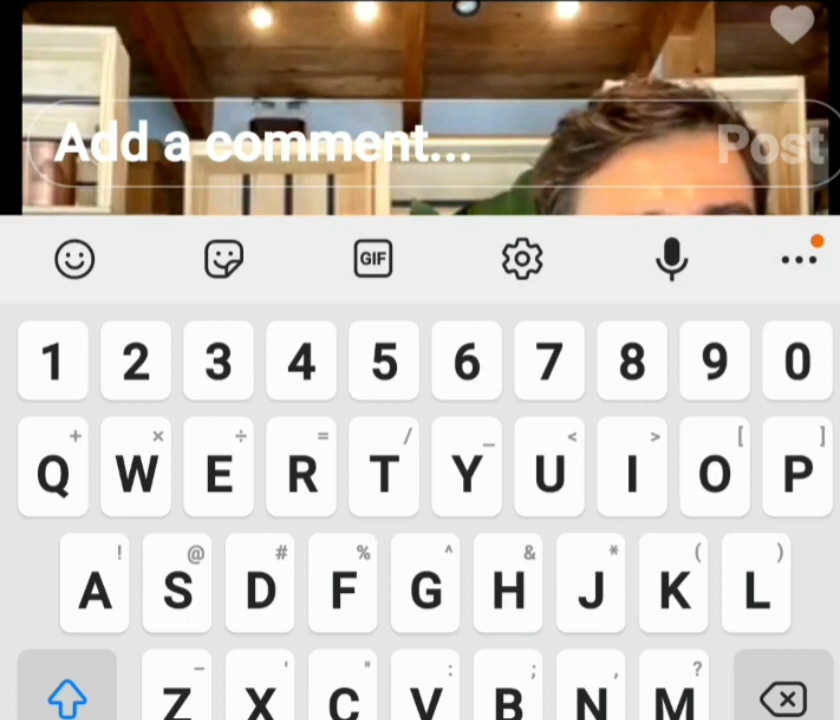 Add a comment... Post
GIF
1 2 3 4 5 6 7 8 9 0
+ × ÷ = / _ < > [ ]
Q W E R T Y U I O P
! @ # % ^ & * ( )
A S D F G H J K L
- ' " : ; , ?
Z X C V B N M